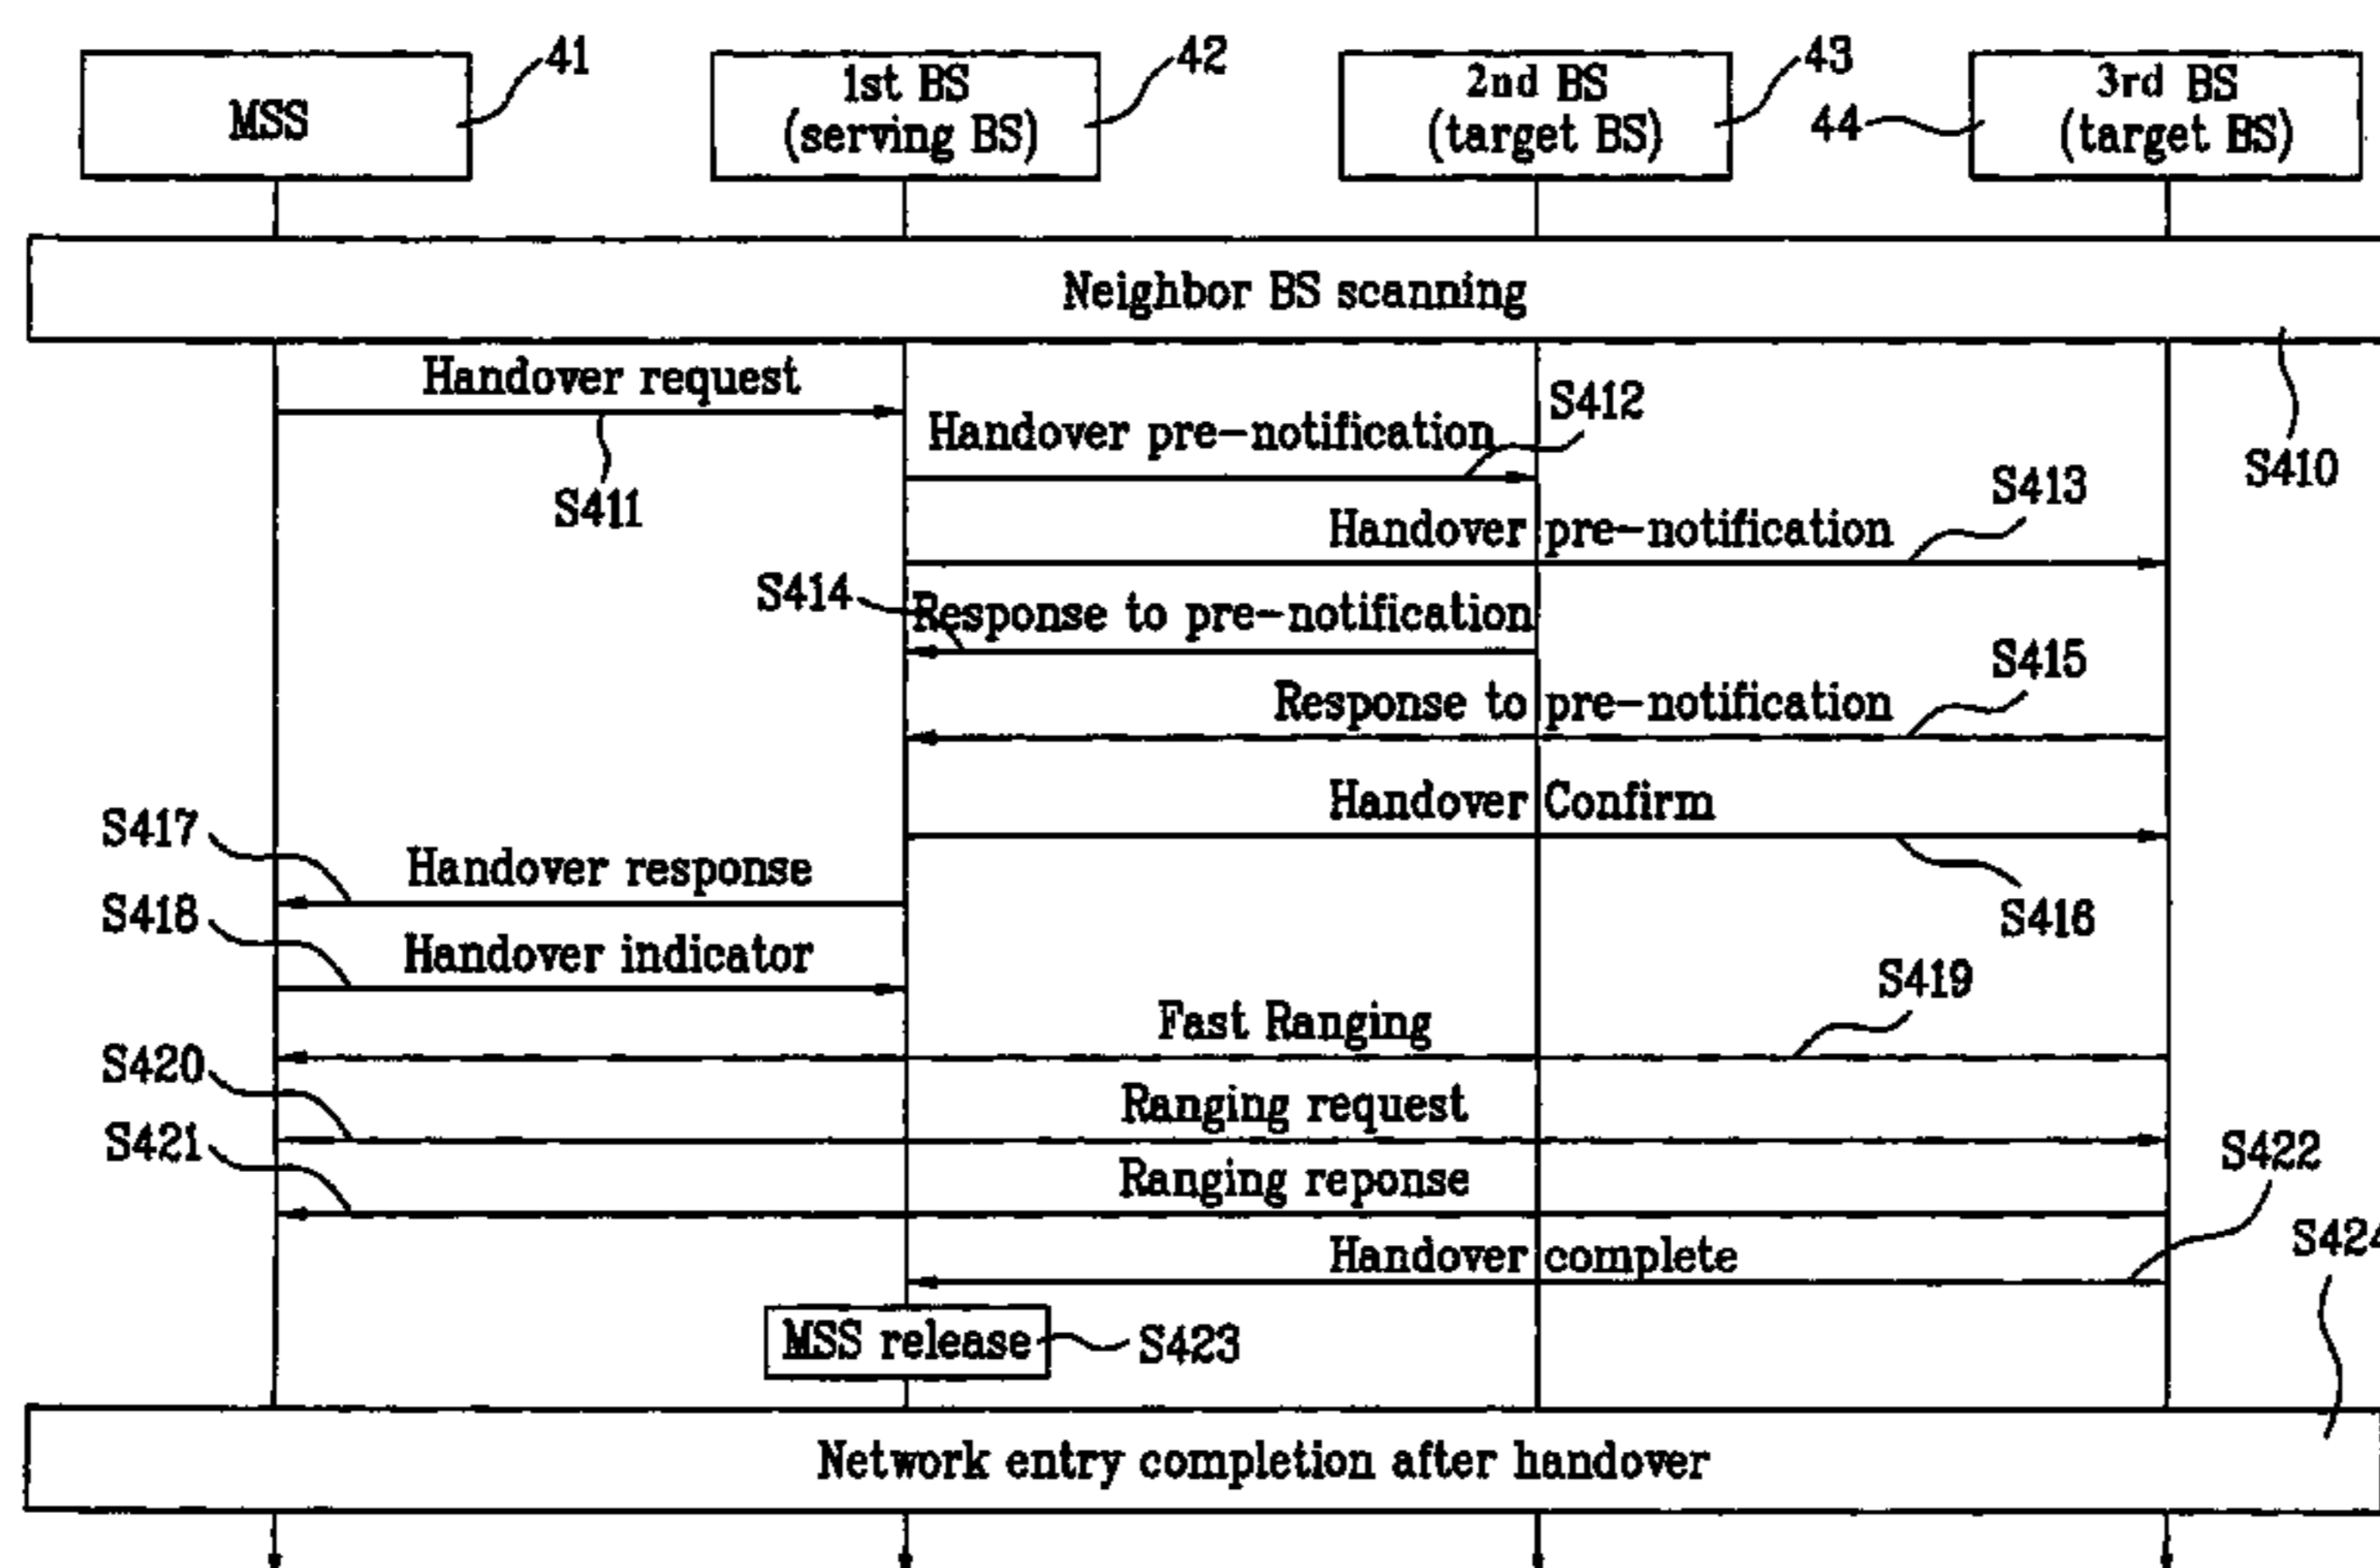 MSS
41
1st BS
(serving BS)
42
2nd BS
(target BS)
43
3rd BS
(target BS)
44
Neighbor BS scanning
S410
Handover request
S411
Handover pre-notification
S412
Handover pre-notification
S413
Response to pre-notification
S414
Response to pre-notification
S415
Handover Confirm
S416
Handover response
S417
Handover indicator
S418
Fast Ranging
S419
Ranging request
S420
Ranging reponse
S421
Handover complete
S422
MSS release
S423
Network entry completion after handover
S424